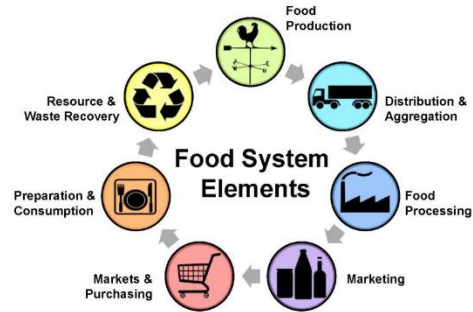 Food
Production
Distribution &
Aggregation
Food
Processing
Marketing
Markets &
Purchasing
Preparation &
Consumption
Resource &
Waste Recovery
Food System
Elements